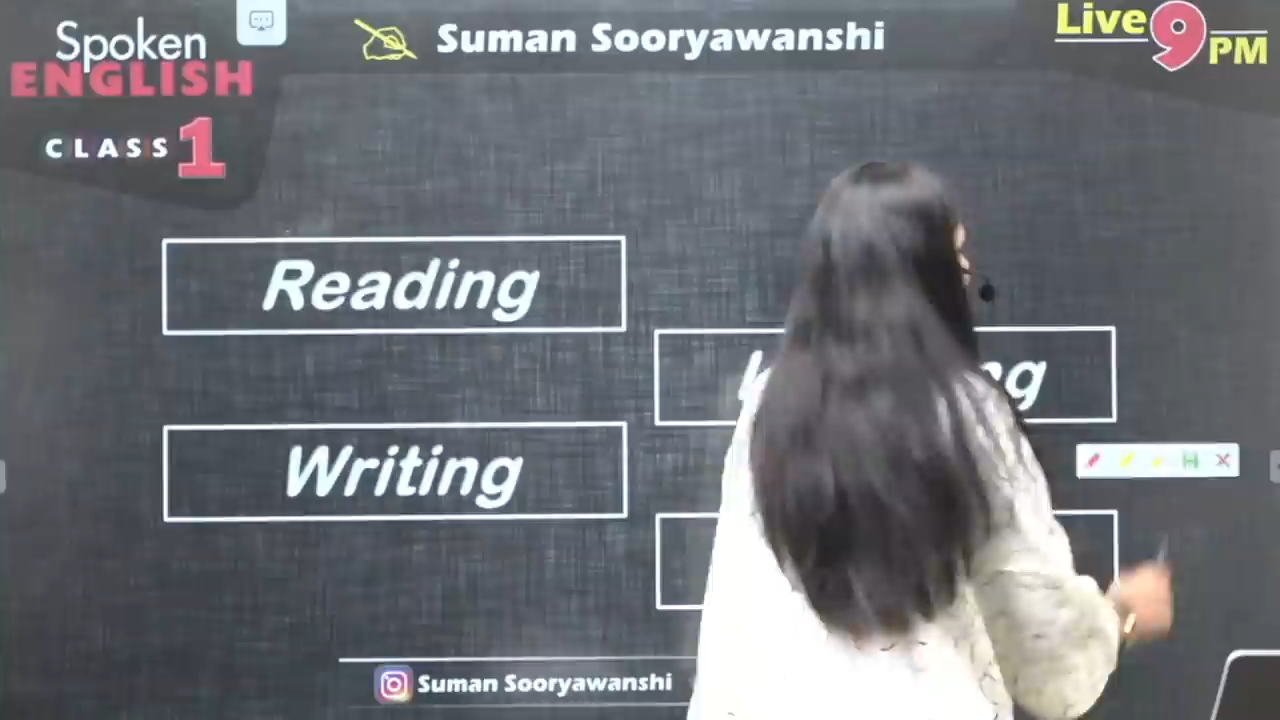 Spoken
ENGLISH
CLASS 1
Suman Sooryawanshi
Live 9 PM
Reading
Writing
Suman Sooryawanshi